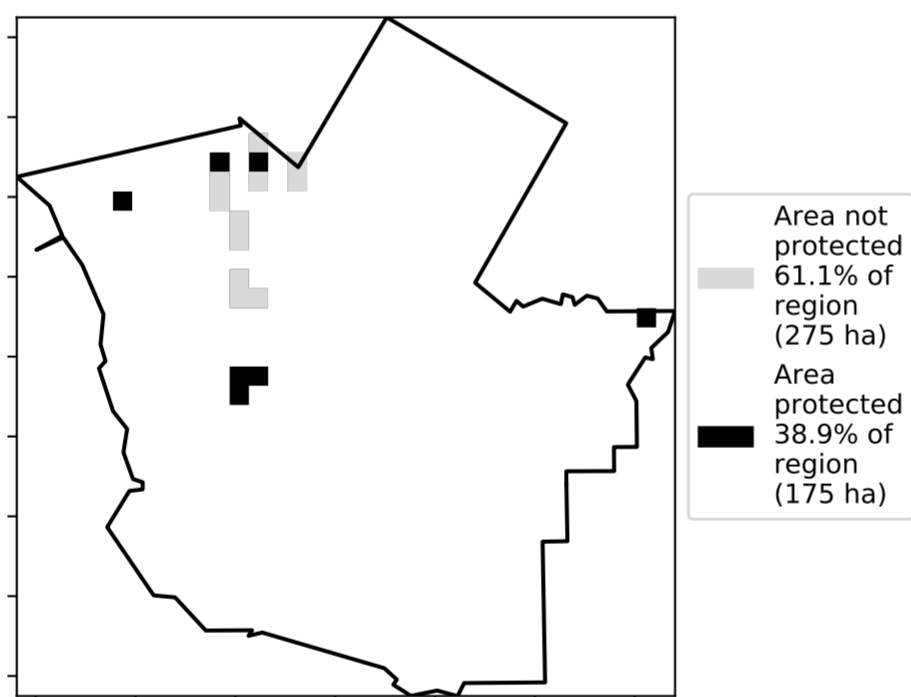 Area not
protected
61.1% of
region
(275 ha)
Area
protected
38.9% of
region
(175 ha)